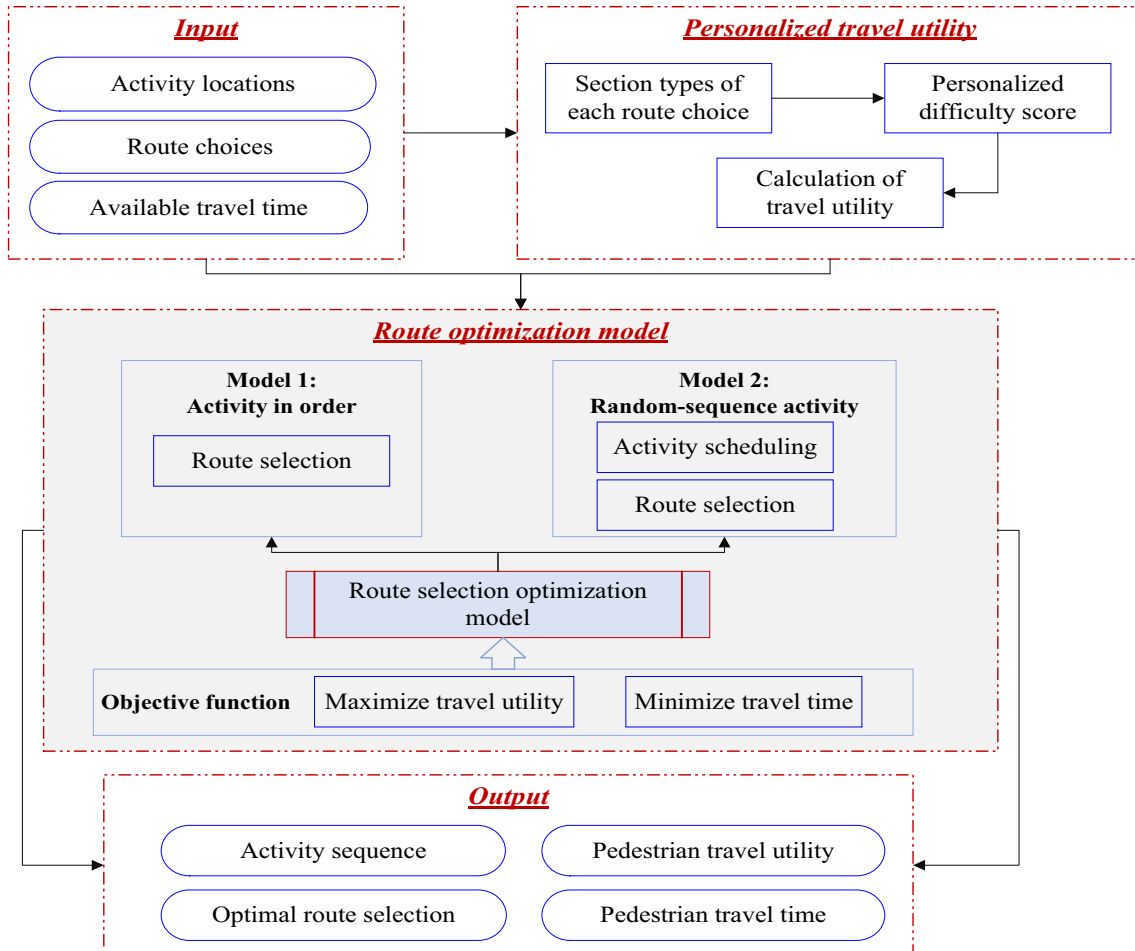 Input
Activity locations
Route choices
Available travel time
Personalized travel utility
Section types of
each route choice
Personalized
difficulty score
Calculation of
travel utility
Route optimization model
Model 1:
Activity in order
Route selection
Model 2:
Random-sequence activity
Activity scheduling
Route selection
Route selection optimization
model
Objective function
Maximize travel utility
Minimize travel time
Output
Activity sequence
Pedestrian travel utility
Optimal route selection
Pedestrian travel time